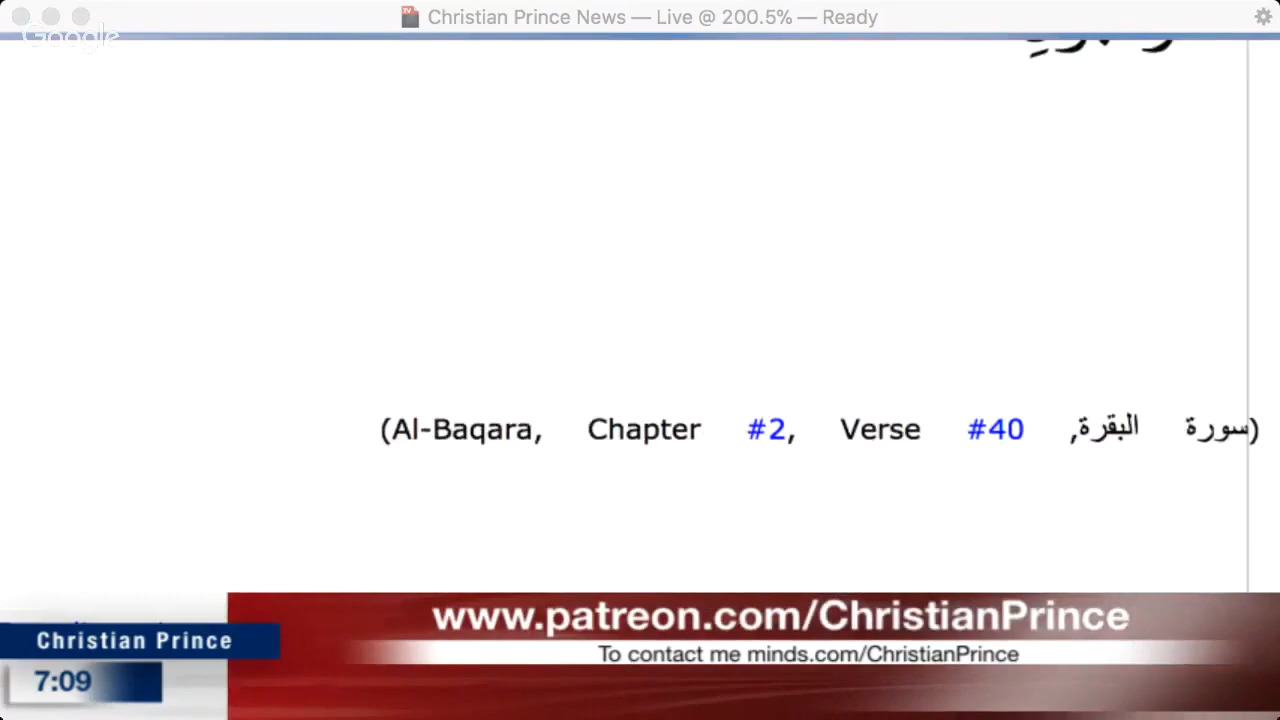 Christian Prince News — Live @ 200.5% — Ready
Google
(Al-Baqara, Chapter #2, Verse #40 سورة البقرة,)
www.patreon.com/ChristianPrince
Christian Prince
To contact me minds.com/ChristianPrince
7:09